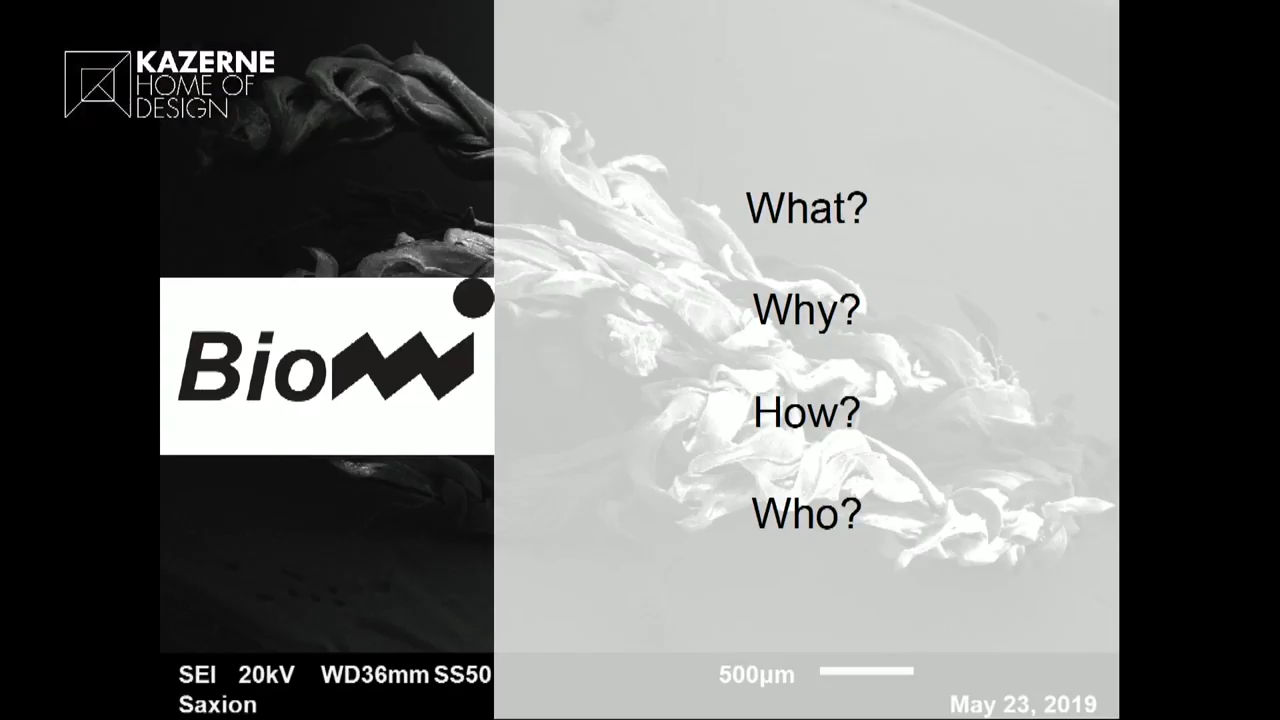 KAZERNE
HOME OF
DESIGN
What?
Why?
How?
Who?
Bio
SEI 20kV WD36mm SS50
500µm
Saxion
May 23, 2019